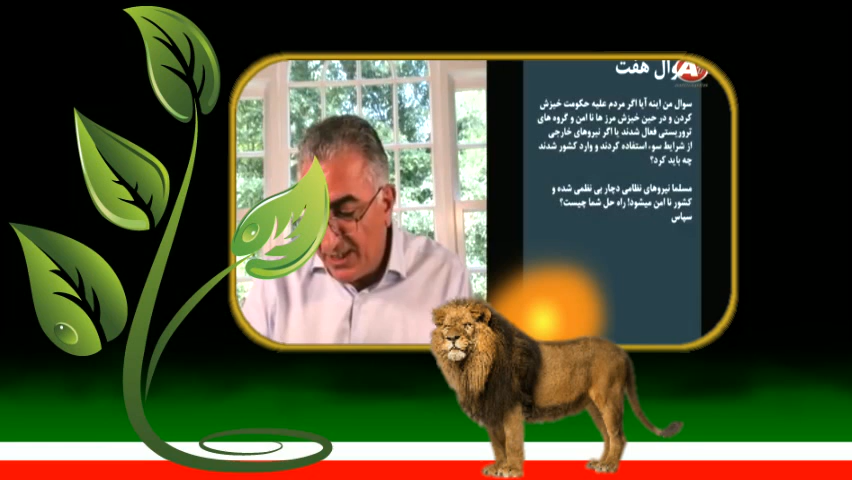 سوال هفت
سوال من اینه آیا اگر مردم علیه حکومت خیزش
کردن و در حین خیزش مرز ها نا امن و گروه های
تروریستی فعال شدند یا اگر نیروهای خارجی
از شرایط سوء استفاده کردند و وارد کشور شدند
چه باید کرد؟
مسلما نیروهای نظامی دچار بی نظمی شده و
کشور نا امن میشود! راه حل شما چیست؟
سپاس